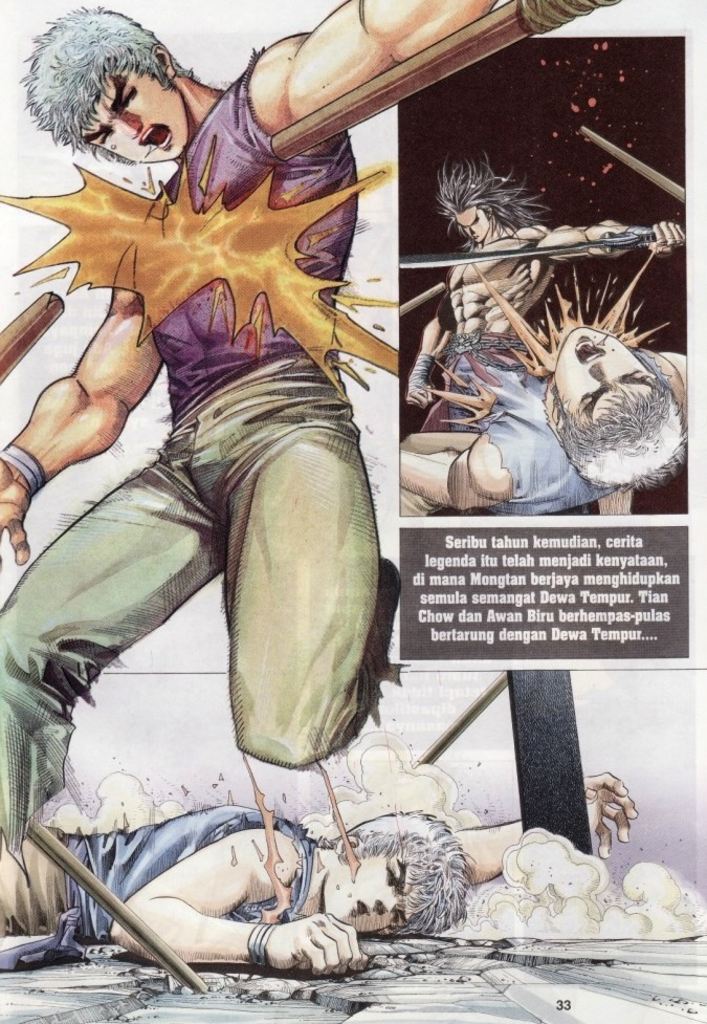 Seribu tahun kemudian, cerita
legenda itu telah menjadi kenyataan,
di mana Mongtan berjaya menghidupkan
semula semangat Dewa Tempur. Tian
Chow dan Awan Biru berhempas-pulas
bertarung dengan Dewa Tempur....
33